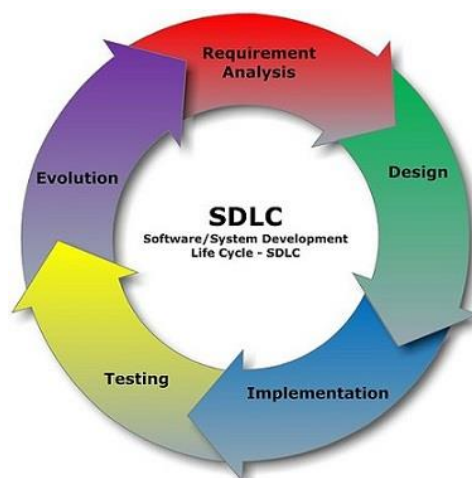 Requirement
Analysis
Design
Implementation
Testing
Evolution
SDLC
Software/System Development
Life Cycle - SDLC